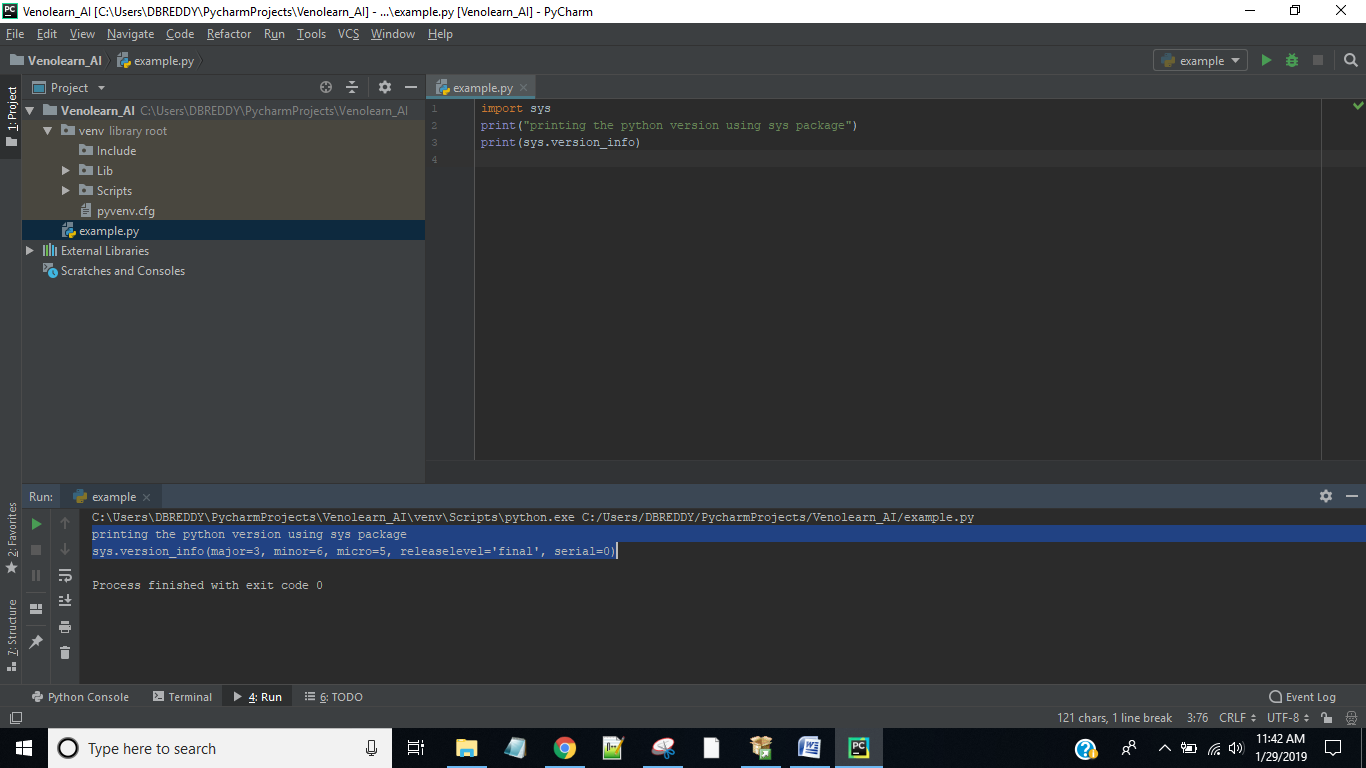 Venolearn_AI [C:\Users\DBREDDY\PycharmProjects\Venolearn_AI] - ...\example.py [Venolearn_AI] - PyCharm
File Edit View Navigate Code Refactor Run Tools VCS Window Help
Venolearn_AI example.py example
Project example.py
1: Project
Venolearn_AI C:\Users\DBREDDY\PycharmProjects\Venolearn_AI
venv library root
Include
Lib
Scripts
pyvenv.cfg
example.py
External Libraries
Scratches and Consoles
1 import sys
2 print("printing the python version using sys package")
3 print(sys.version_info)
4
Run: example
C:\Users\DBREDDY\PycharmProjects\Venolearn_AI\venv\Scripts\python.exe C:/Users/DBREDDY/PycharmProjects/Venolearn_AI/example.py
printing the python version using sys package
sys.version_info(major=3, minor=6, micro=5, releaselevel='final', serial=0)
Process finished with exit code 0
2: Favorites
7: Structure
Python Console Terminal 4: Run 6: TODO Event Log
121 chars, 1 line break 3:76 CRLF UTF-8
Type here to search
11:42 AM
1/29/2019